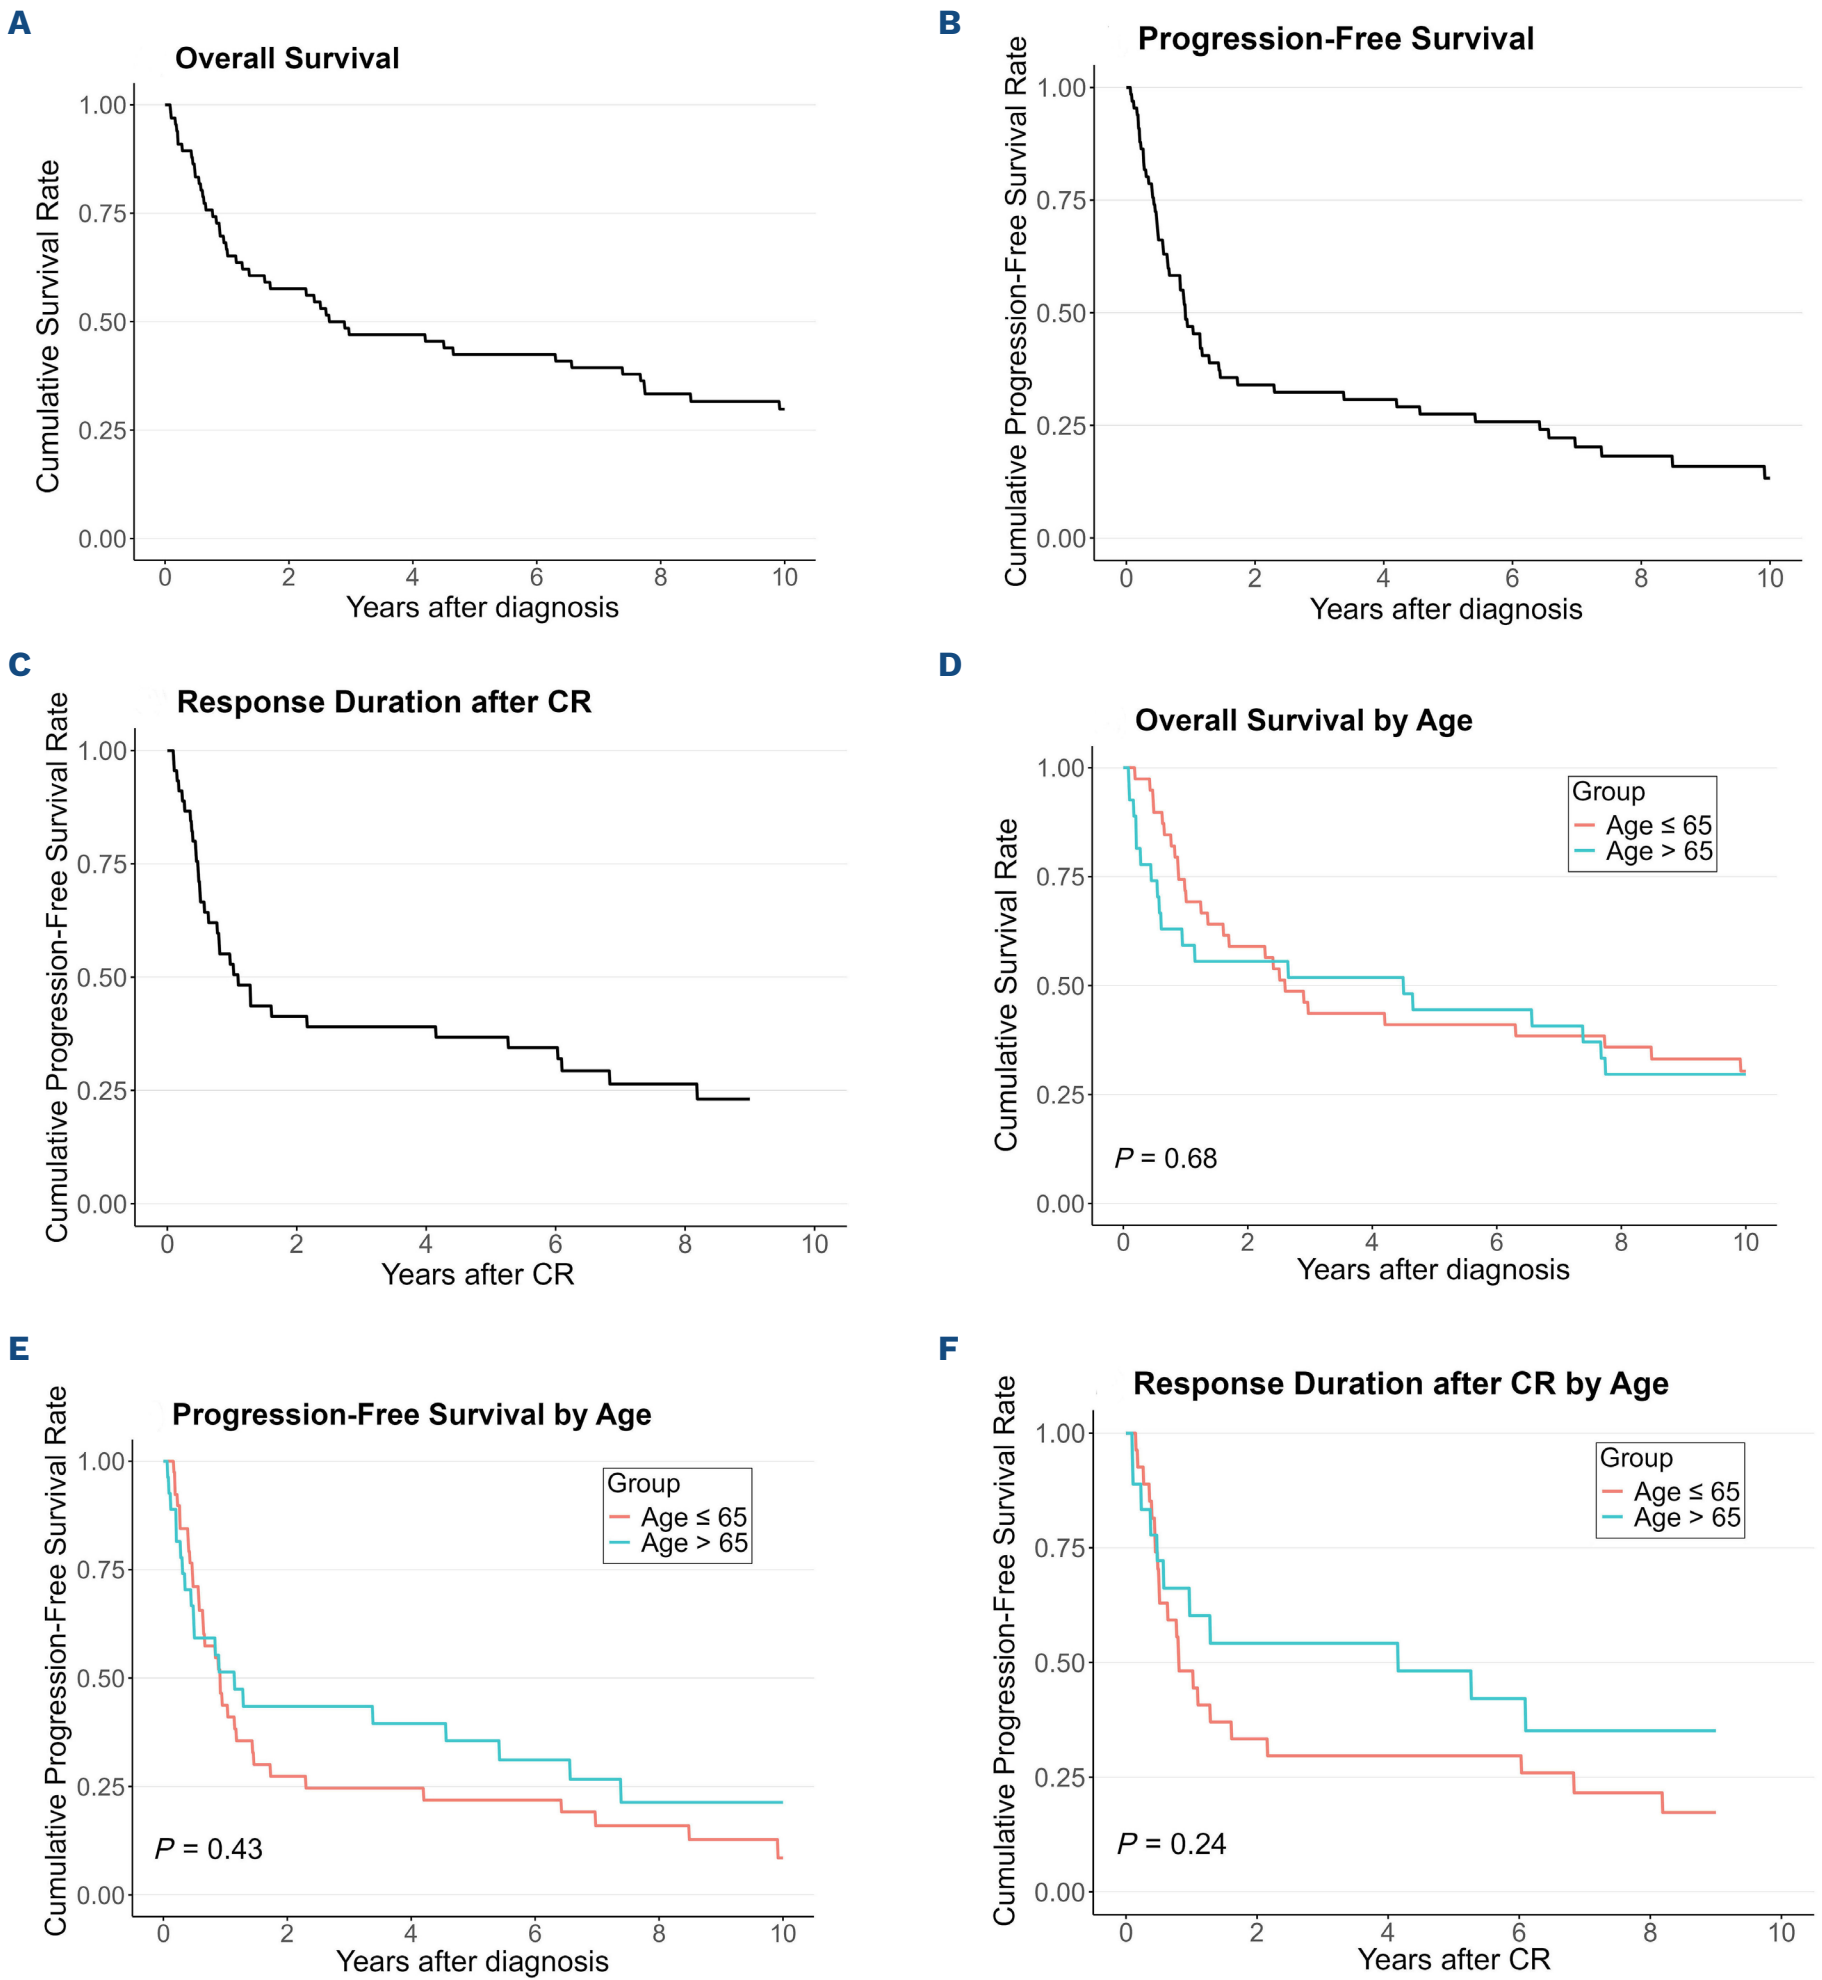 A
Overall Survival
Cumulative Survival Rate
1.00
0.75
0.50
0.25
0.00
0 2 4 6 8 10
Years after diagnosis
B
Progression-Free Survival
Cumulative Progression-Free Survival Rate
1.00
0.75
0.50
0.25
0.00
0 2 4 6 8 10
Years after diagnosis
C
Response Duration after CR
Cumulative Progression-Free Survival Rate
1.00
0.75
0.50
0.25
0.00
0 2 4 6 8 10
Years after CR
D
Overall Survival by Age
Cumulative Survival Rate
1.00
0.75
0.50
0.25
0.00
Group
Age ≤ 65
Age > 65
P = 0.68
0 2 4 6 8 10
Years after diagnosis
E
Progression-Free Survival by Age
Cumulative Progression-Free Survival Rate
1.00
0.75
0.50
0.25
0.00
Group
Age ≤ 65
Age > 65
P = 0.43
0 2 4 6 8 10
Years after diagnosis
F
Response Duration after CR by Age
Cumulative Progression-Free Survival Rate
1.00
0.75
0.50
0.25
0.00
Group
Age ≤ 65
Age > 65
P = 0.24
0 2 4 6 8 10
Years after CR